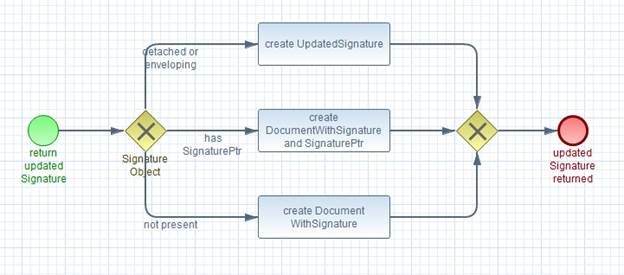 detached or
enveloping
create UpdatedSignature
return
updated
Signature
Signature
Object
has
SignaturePtr
create
DocumentWithSignature
and SignaturePtr
updated
Signature
returned
not present
create Document
WithSignature